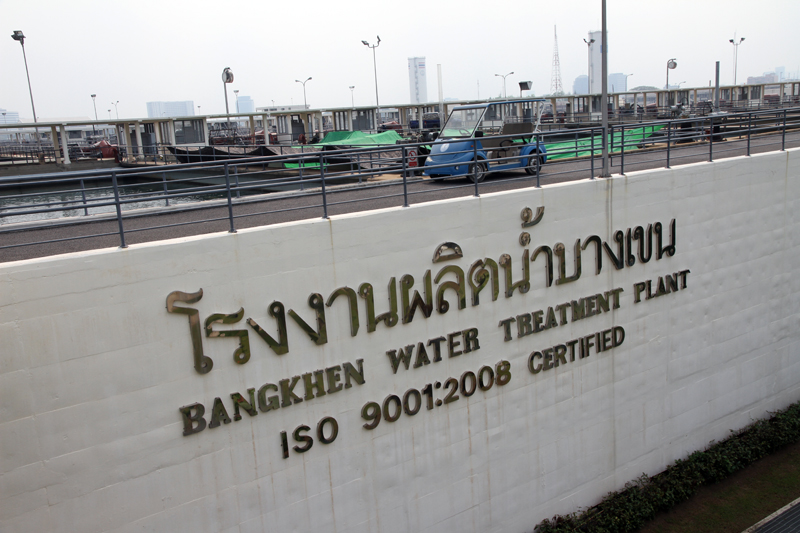 โรงงานผลิตน้ำบางเขน
BANGKHEN WATER TREATMENT PLANT
ISO 9001:2008 CERTIFIED